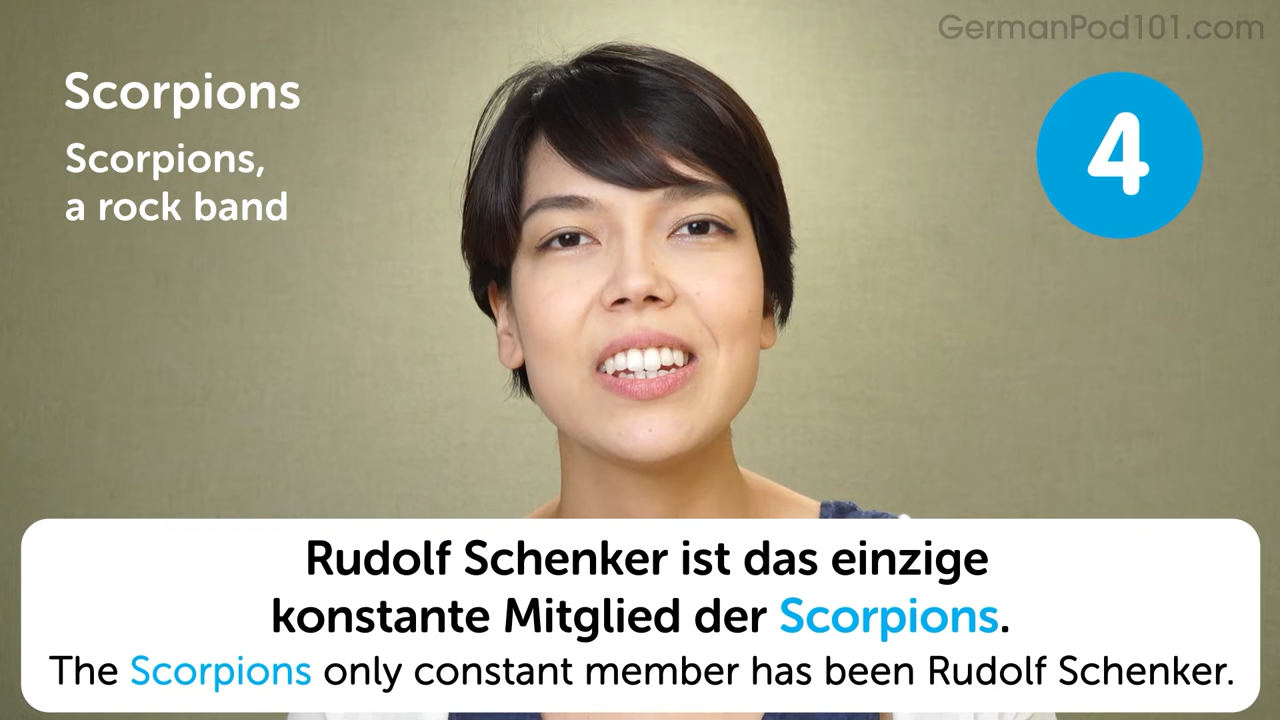 GermanPod101.com
Scorpions
Scorpions,
a rock band
4
Rudolf Schenker ist das einzige
konstante Mitglied der Scorpions.
The Scorpions only constant member has been Rudolf Schenker.